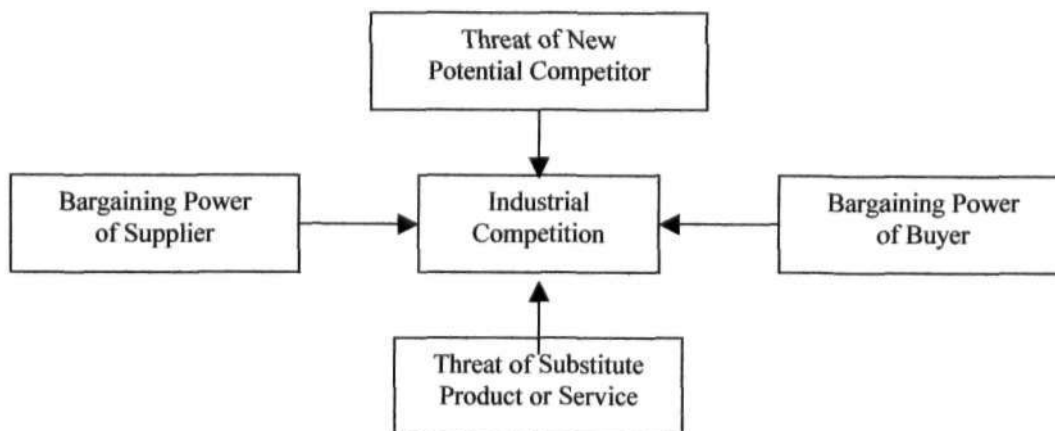 Threat of New
Potential Competitor
Bargaining Power
of Supplier
Industrial
Competition
Bargaining Power
of Buyer
Threat of Substitute
Product or Service